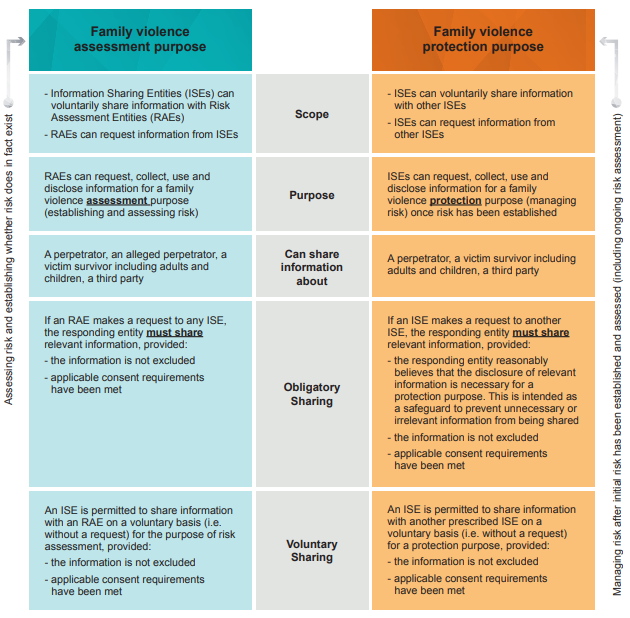 Family violence
assessment purpose
Family violence
protection purpose
- Information Sharing Entities (ISEs) can
voluntarily share information with Risk
Assessment Entities (RAEs)
- RAEs can request information from ISEs
Scope
- ISEs can voluntarily share information
with other ISEs
- ISEs can request information from
other ISEs
RAEs can request, collect, use and
disclose information for a family
violence assessment purpose
(establishing and assessing risk)
Purpose
ISEs can request, collect, use and
disclose information for a family
violence protection purpose (managing
risk) once risk has been established
A perpetrator, an alleged perpetrator, a
victim survivor including adults and
children, a third party
Can share
information
about
A perpetrator, a victim survivor including
adults and children, a third party
If an RAE makes a request to any ISE,
the responding entity must share
relevant information, provided:
- the information is not excluded
- applicable consent requirements
have been met
Obligatory
Sharing
If an ISE makes a request to another
ISE, the responding entity must share
relevant information, provided:
- the responding entity reasonably
believes that the disclosure of relevant
information is necessary for a
protection purpose. This is intended as
a safeguard to prevent unnecessary or
irrelevant information from being shared
- the information is not excluded
- applicable consent requirements
have been met
An ISE is permitted to share information
with an RAE on a voluntary basis (i.e.
without a request) for the purpose of risk
assessment, provided:
- the information is not excluded
- applicable consent requirements
have been met
Voluntary
Sharing
An ISE is permitted to share information
with another prescribed ISE on a
voluntary basis (i.e. without a request)
for a protection purpose, provided:
- the information is not excluded
- applicable consent requirements
have been met
Assessing risk and establishing whether risk does in fact exist
Managing risk after initial risk has been established and assessed (including ongoing risk assessment)